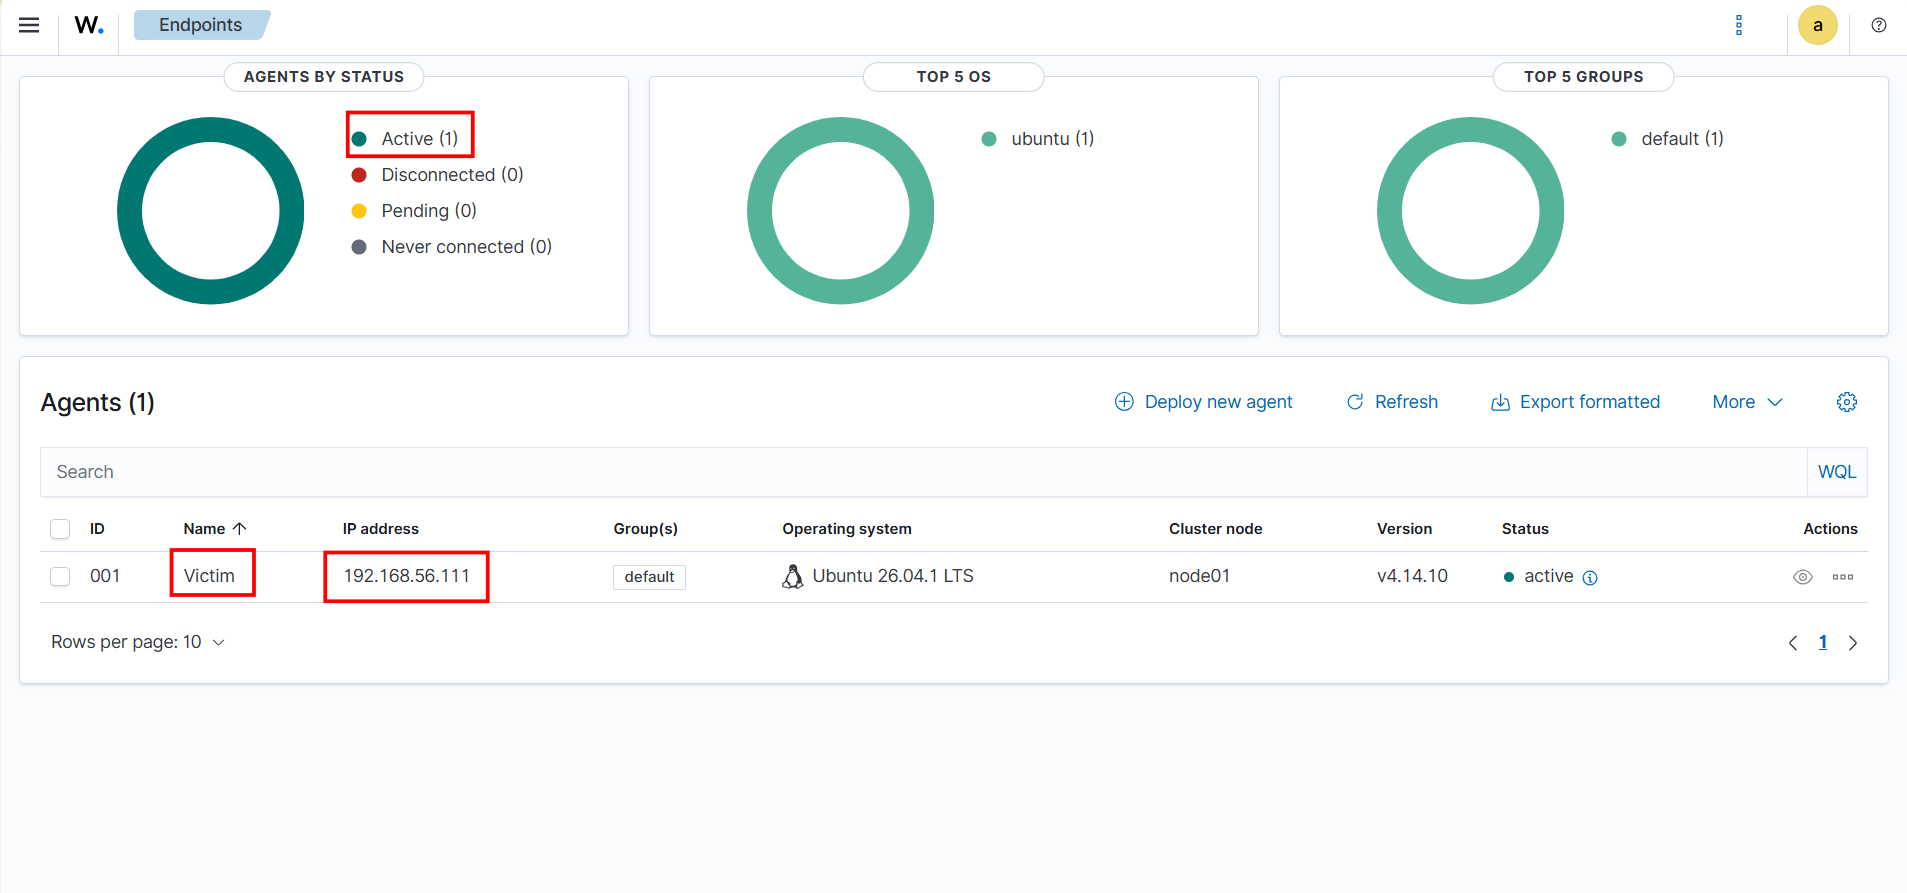 W. Endpoints a
AGENTS BY STATUS
Active (1)
Disconnected (0)
Pending (0)
Never connected (0)
TOP 5 OS
ubuntu (1)
TOP 5 GROUPS
default (1)
Agents (1) Deploy new agent Refresh Export formatted More
Search WQL
ID Name IP address Group(s) Operating system Cluster node Version Status Actions
001 Victim 192.168.56.111 default Ubuntu 26.04.1 LTS node01 v4.14.10 active
Rows per page: 10 1